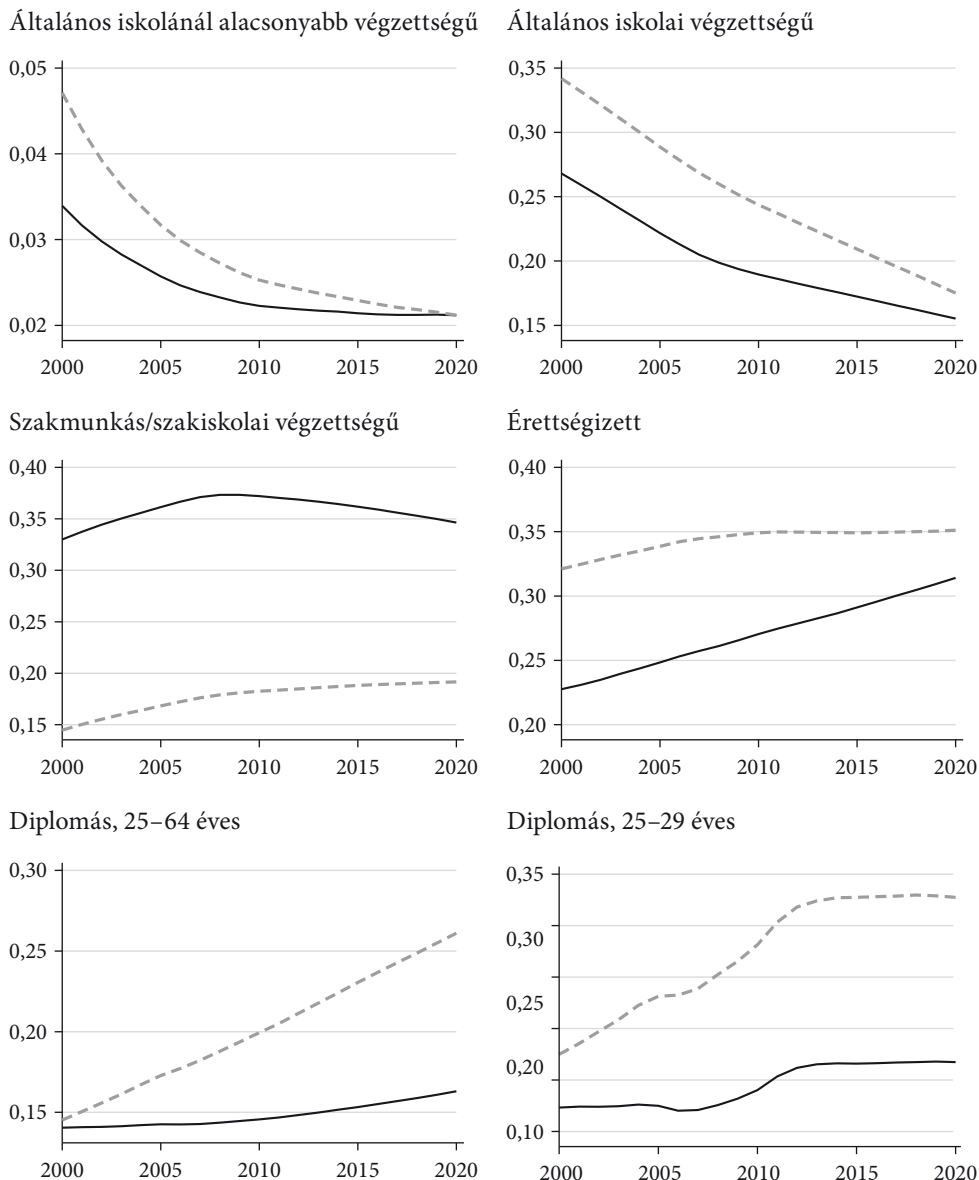 Általános iskolánál alacsonyabb végzettségű
0,05
0,04
0,03
0,02
2000 2005 2010 2015 2020
Általános iskolai végzettségű
0,35
0,30
0,25
0,20
0,15
2000 2005 2010 2015 2020
Szakmunkás/szakiskolai végzettségű
0,40
0,35
0,30
0,25
0,20
0,15
2000 2005 2010 2015 2020
Érettségizett
0,40
0,35
0,30
0,25
0,20
2000 2005 2010 2015 2020
Diplomás, 25–64 éves
0,30
0,25
0,20
0,15
2000 2005 2010 2015 2020
Diplomás, 25–29 éves
0,35
0,30
0,25
0,20
0,10
2000 2005 2010 2015 2020